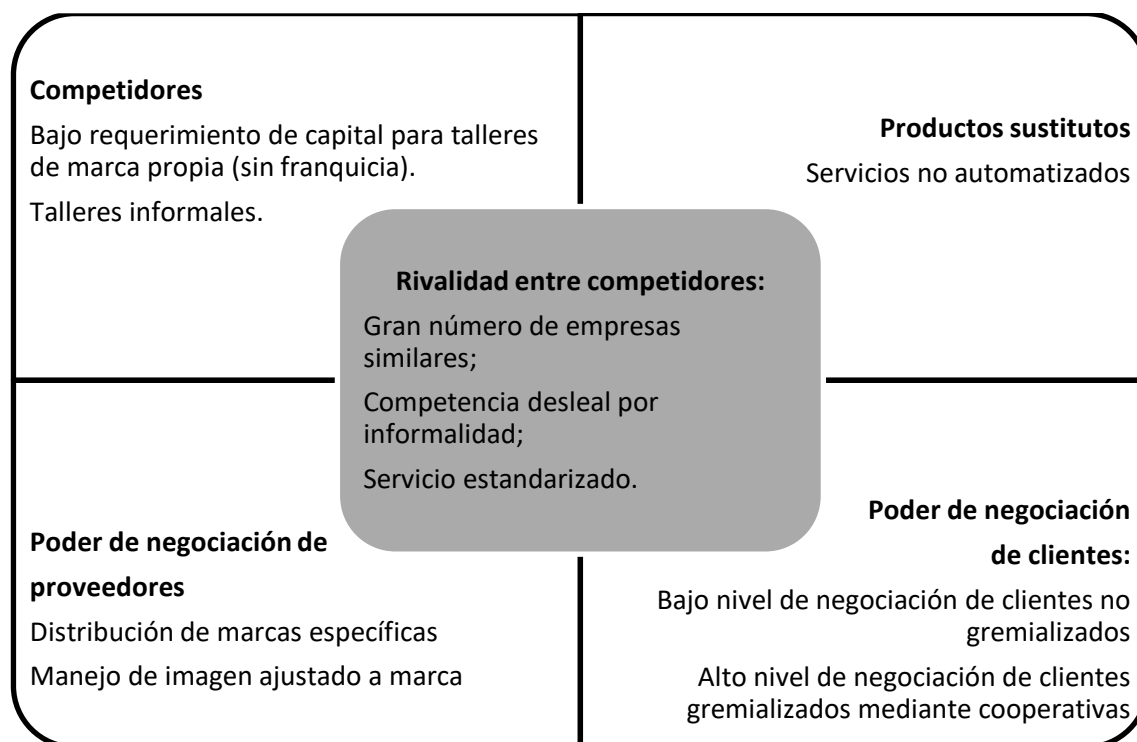 Competidores
Bajo requerimiento de capital para talleres
de marca propia (sin franquicia).
Talleres informales.
Productos sustitutos
Servicios no automatizados
Rivalidad entre competidores:
Gran número de empresas
similares;
Competencia desleal por
informalidad;
Servicio estandarizado.
Poder de negociación de
proveedores
Distribución de marcas específicas
Manejo de imagen ajustado a marca
Poder de negociación
de clientes:
Bajo nivel de negociación de clientes no
gremializados
Alto nivel de negociación de clientes
gremializados mediante cooperativas